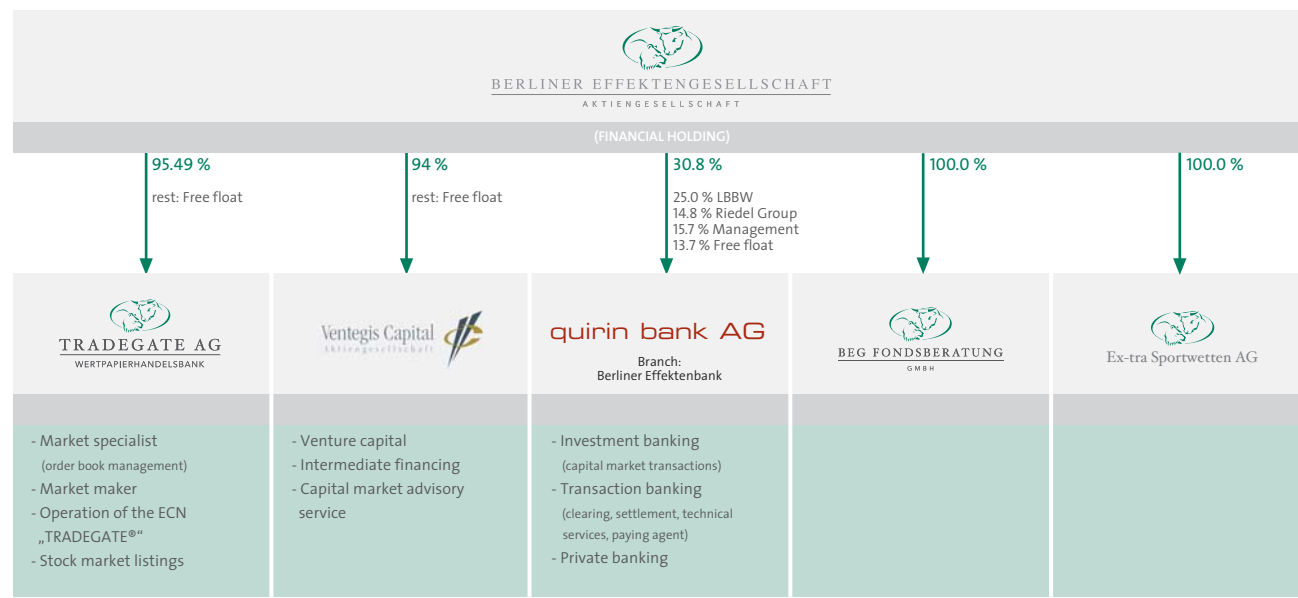 BERLINER EFFEKTENGESELLSCHAFT
AKTIENGESELLSCHAFT
(FINANCIAL HOLDING)
95.49 %
rest: Free float
94 %
rest: Free float
30.8 %
25.0 % LBBW
14.8 % Riedel Group
15.7 % Management
13.7 % Free float
100.0 %
100.0 %
TRADEGATE AG
WERTPAPIERHANDELSBANK
Ventegis Capital
Aktiengesellschaft
quirin bank AG
Branch:
Berliner Effektenbank
BEG FONDSBERATUNG
GMBH
Ex-tra Sportwetten AG
- Market specialist
(order book management)
- Market maker
- Operation of the ECN
„TRADEGATE®“
- Stock market listings
- Venture capital
- Intermediate financing
- Capital market advisory
service
- Investment banking
(capital market transactions)
- Transaction banking
(clearing, settlement, technical
services, paying agent)
- Private banking